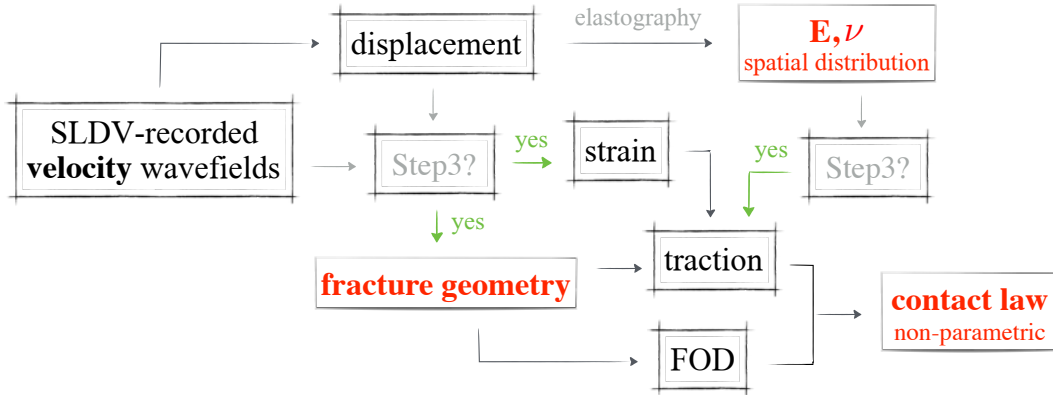 displacement
elastography
E, ν
spatial distribution
SLDV-recorded
velocity wavefields
Step3?
yes
strain
yes
Step3?
yes
traction
fracture geometry
contact law
non-parametric
FOD